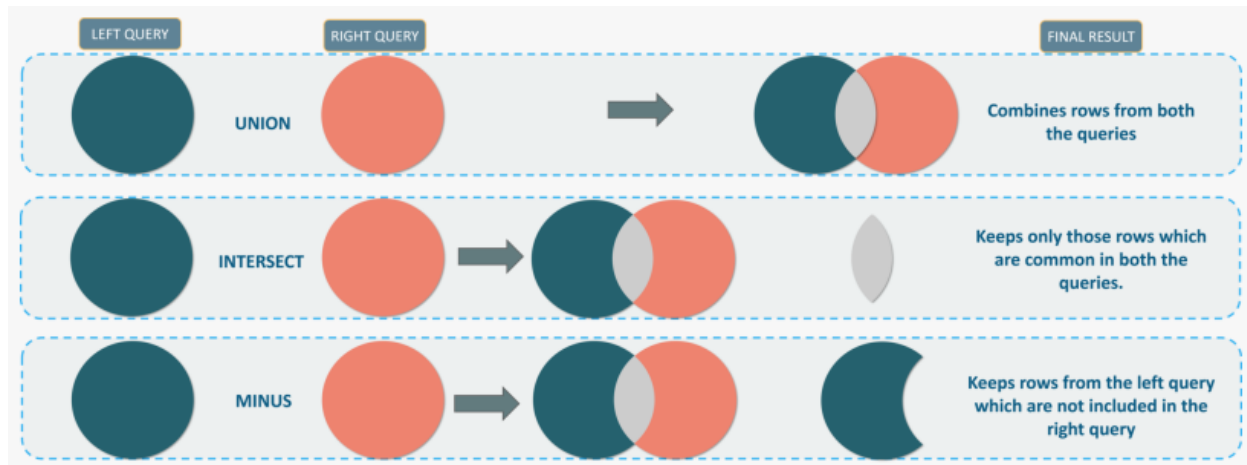 LEFT QUERY
RIGHT QUERY
FINAL RESULT
UNION
Combines rows from both
the queries
INTERSECT
Keeps only those rows which
are common in both the
queries.
MINUS
Keeps rows from the left query
which are not included in the
right query